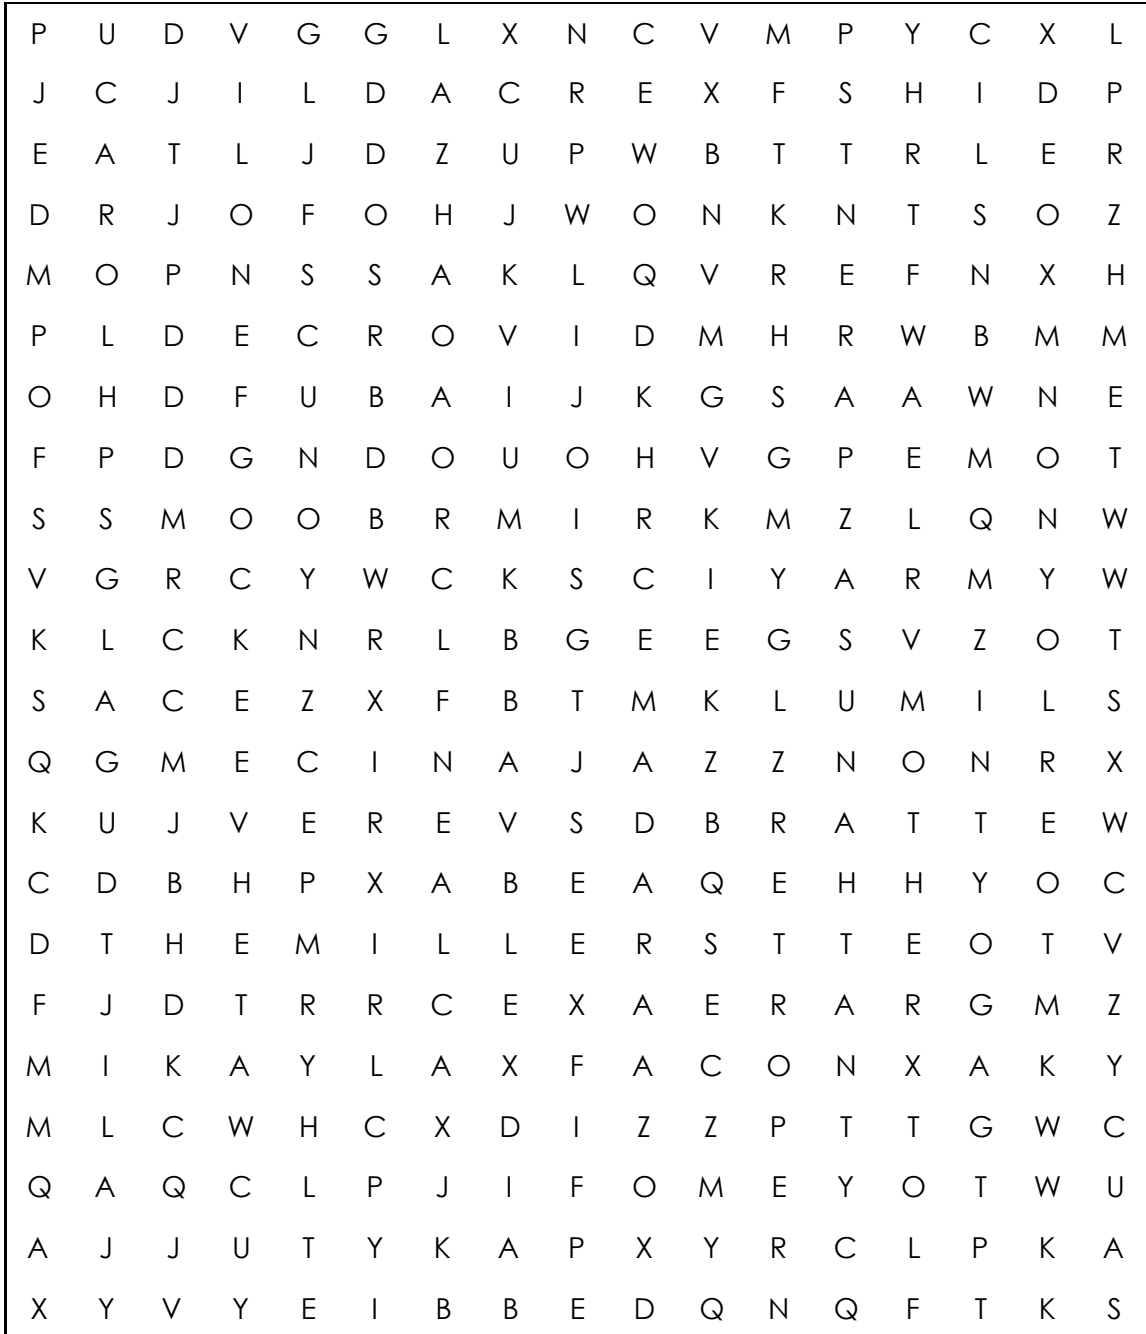 P U D V G G L X N C V M P Y C X L
J C J I L D A C R E X F S H I D P
E A T L J D Z U P W B T T R L E R
D R J O F O H J W O N K N T S O Z
M O P N S S A K L Q V R E F N X H
P L D E C R O V I D M H R W B M M
O H D F U B A I J K G S A A W N E
F P D G N D O U O H V G P E M O T
S S M O O B R M I R K M Z L Q N W
V G R C Y W C K S C I Y A R M Y W
K L C K N R L B G E E G S V Z O T
S A C E Z X F B T M K L U M I L S
Q G M E C I N A J A Z Z N O N R X
K U J V E R E V S D B R A T T E W
C D B H P X A B E A Q E H H Y O C
D T H E M I L L E R S T T E O T V
F J D T R R C E X A E R A R G M Z
M I K A Y L A X F A C O N X A K Y
M L C W H C X D I Z Z P T T G W C
Q A Q C L P J I F O M E Y O T W U
A J J U T Y K A P X Y R C L P K A
X Y V Y E I B B E D Q N Q F T K S